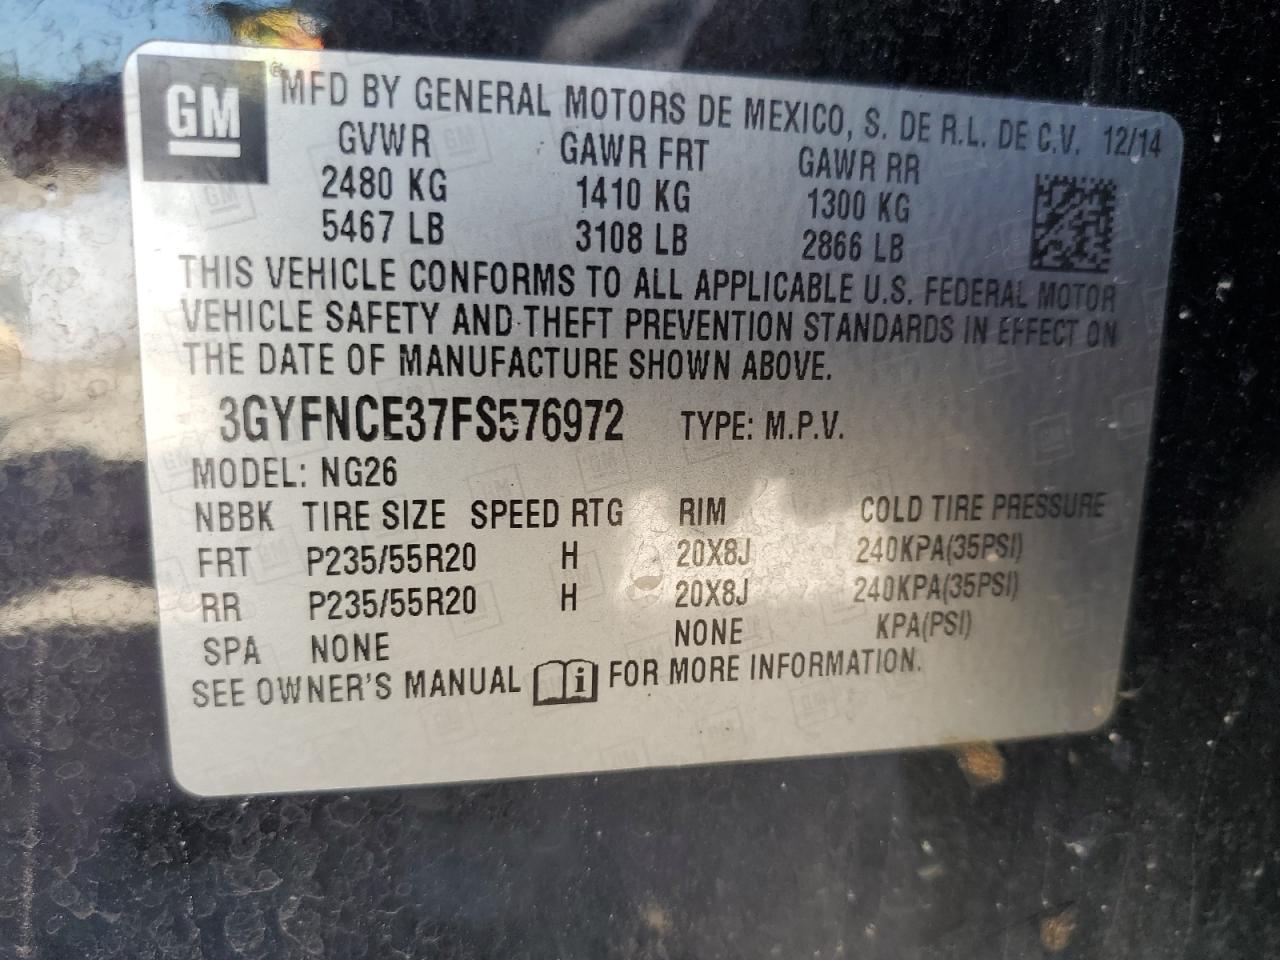 GM
MFD BY GENERAL MOTORS DE MEXICO, S. DE R.L. DE C.V. 12/14
GVWR GAWR FRT GAWR RR
2480 KG 1410 KG 1300 KG
5467 LB 3108 LB 2866 LB
THIS VEHICLE CONFORMS TO ALL APPLICABLE U.S. FEDERAL MOTOR
VEHICLE SAFETY AND THEFT PREVENTION STANDARDS IN EFFECT ON
THE DATE OF MANUFACTURE SHOWN ABOVE.
3GYFNCE37FS576972 TYPE: M.P.V.
MODEL: NG26
NBBK TIRE SIZE SPEED RTG RIM COLD TIRE PRESSURE
FRT P235/55R20 H 20X8J 240KPA(35PSI)
RR P235/55R20 H 20X8J 240KPA(35PSI)
SPA NONE NONE KPA(PSI)
SEE OWNER'S MANUAL i FOR MORE INFORMATION.